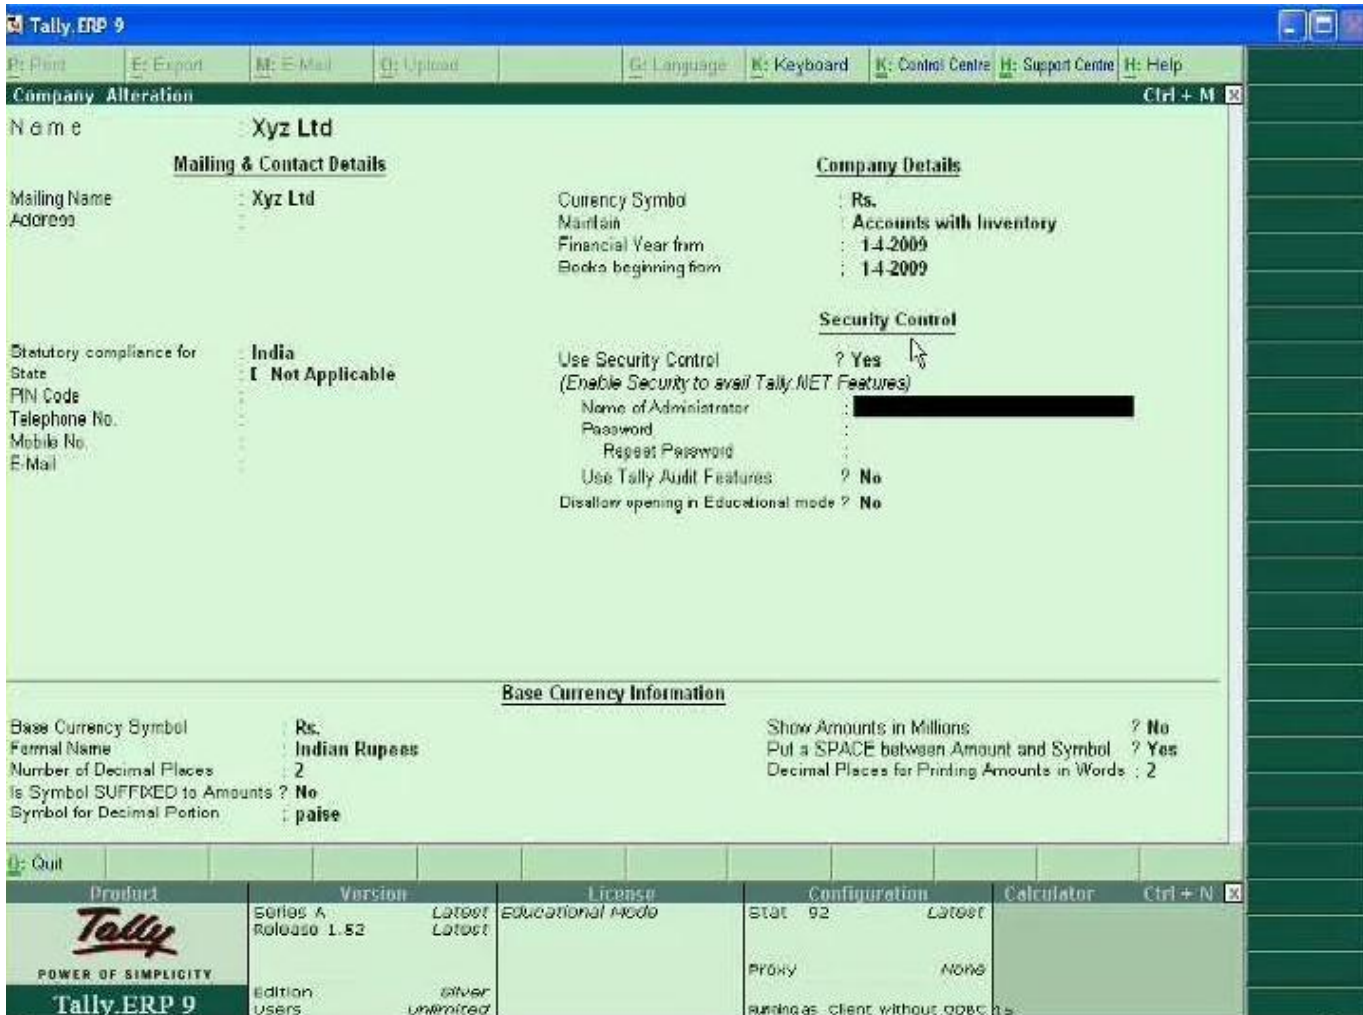 Tally.ERP 9
P: Print E: Export M: E-Mail O: Upload G: Language K: Keyboard K: Control Centre H: Support Centre H: Help
Company Alteration Ctrl + M
Name : Xyz Ltd
Mailing & Contact Details Company Details
Mailing Name : Xyz Ltd Currency Symbol : Rs.
Address : Maintain : Accounts with Inventory
Financial Year from : 1-4-2009
Books beginning from : 1-4-2009
Security Control
Statutory compliance for : India Use Security Control ? Yes
State : Not Applicable (Enable Security to avail Tally.NET Features)
PIN Code : Name of Administrator :
Telephone No. : Password :
Mobile No. : Repeat Password :
E-Mail : Use Tally Audit Features ? No
Disallow opening in Educational mode ? No
Base Currency Information
Base Currency Symbol : Rs. Show Amounts in Millions ? No
Formal Name : Indian Rupees Put a SPACE between Amount and Symbol ? Yes
Number of Decimal Places : 2 Decimal Places for Printing Amounts in Words : 2
Is Symbol SUFFIXED to Amounts ? No
Symbol for Decimal Portion : paise
Q: Quit
Product Version License Configuration Calculator Ctrl + N
Tally Series A Latest Educational Mode Stat 92 Latest
Release 1.82 Latest
POWER OF SIMPLICITY Proxy None
Tally.ERP 9 Edition Silver
Users Unlimited Running as Client without ODBC